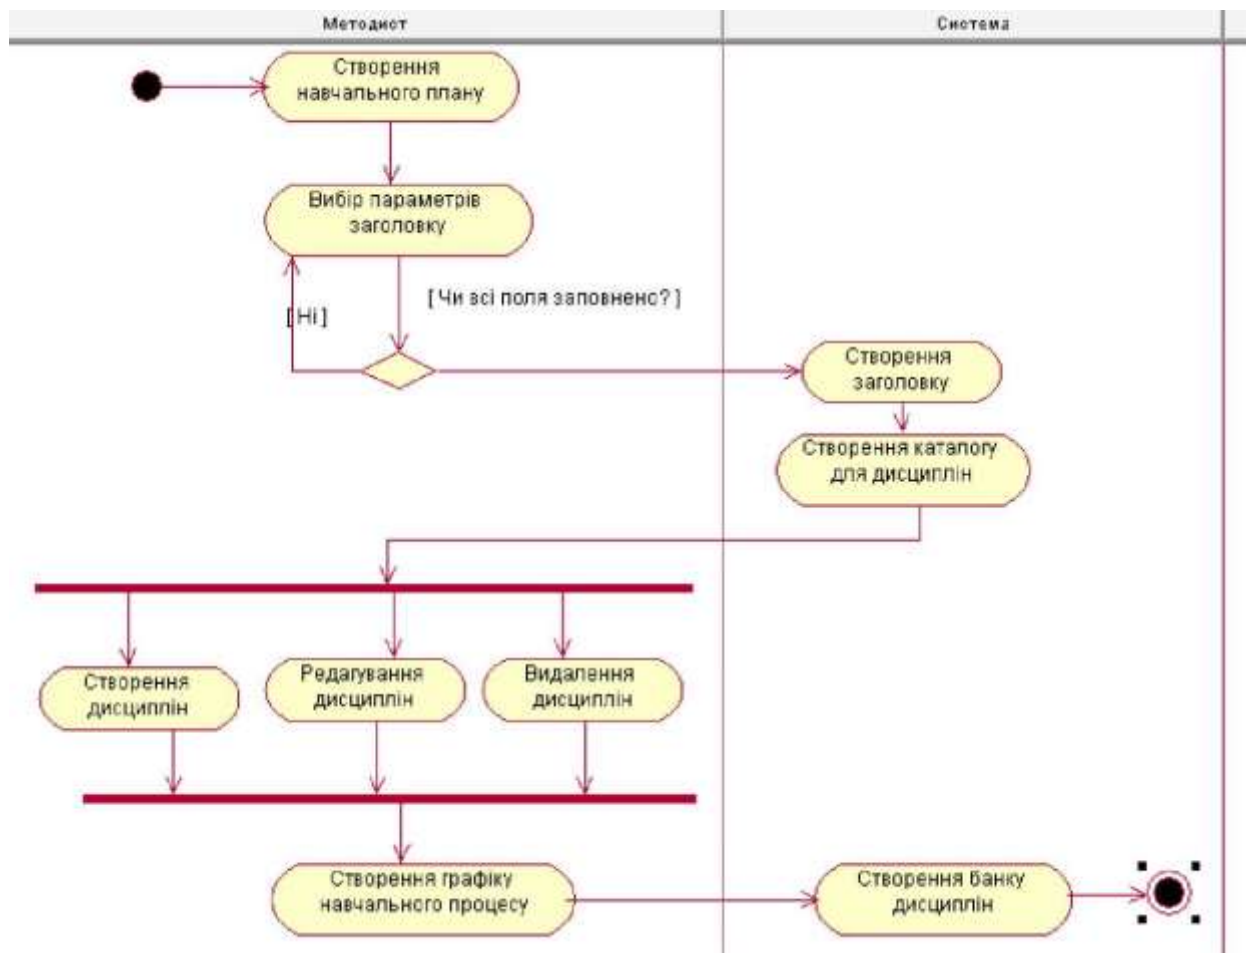 Методист
Система
Створення
навчального плану
Вибір параметрів
заголовку
[ Чи всі поля заповнено? ]
[ Ні ]
Створення
заголовку
Створення каталогу
для дисциплін
Створення
дисциплін
Редагування
дисциплін
Видалення
дисциплін
Створення графіку
навчального процесу
Створення банку
дисциплін